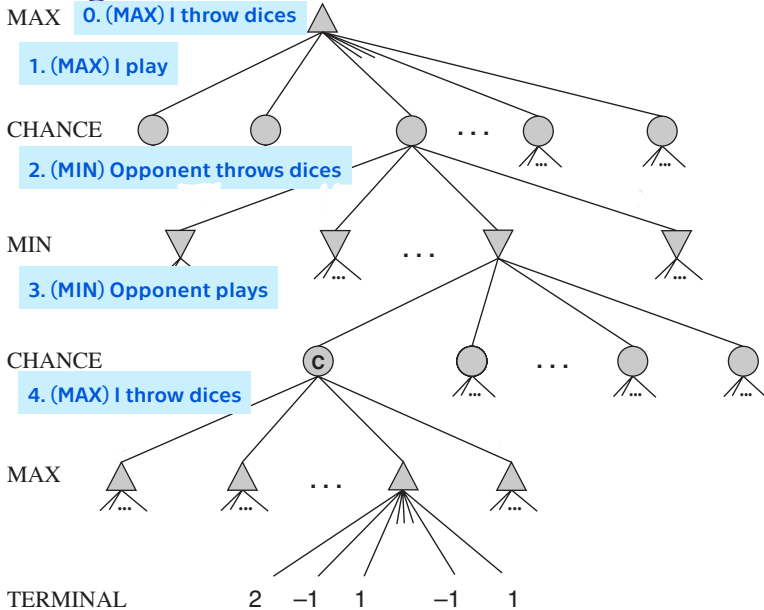 MAX 0. (MAX) I throw dices
1. (MAX) I play
CHANCE ...
...
...
2. (MIN) Opponent throws dices
MIN ...
...
...
3. (MIN) Opponent plays
CHANCE C ...
... ... ...
4. (MAX) I throw dices
MAX ...
... ... ...
TERMINAL 2 –1 1 –1 1